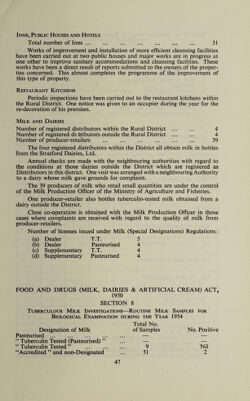 INNS, PUBLIC HOUSES AND HOTELS
Total number of Inns ... ... ... ... ... ... 31
Works of improvement and installation of more efficient cleansing facilities
have been carried out at two public houses and major works are in progress at
one other to improve sanitary accommodations and cleansing facilities. These
works have been a direct result of reports submitted to the owners of the proper-
ties concerned. This almost completes the programme of the improvement of
this type of property.
RESTAURANT KITCHENS
Periodic inspections have been carried out to the restaurant kitchens within
the Rural District. One notice was given to an occupier during the year for the
re-decoration of his premises.
MILK AND DAIRIES
Number of registered distributors within the Rural District ... ... 4
Number of registered distributors outside the Rural District ... ... 4
Number of producer-retailers ... ... ... ... ... 39
The four registered distributors within the District all obtain milk in bottles
from the Stratford Dairies, Ltd.
Annual checks are made with the neighbouring authorities with regard to
the conditions at those dairies outside the District which are registered as
Distributors in this district. One visit was arranged with a neighbouring Authority
to a dairy whose milk gave grounds for complaint.
The 39 producers of milk who retail small quantities are under the control
of the Milk Production Officer of the Ministry of Agriculture and Fisheries.
One producer-retailer also bottles tuberculin-tested milk obtained from a
dairy outside the District.
Close co-operation is obtained with the Milk Production Officer in those
cases where complaints are received with regard to the quality of milk from
producer-retailers.
Number of licenses issued under Milk (Special Designations) Regulations:
(a) Dealer T.T. 3
(b) Dealer Pasteurised 4
(c) Supplementary T.T. 4
(d) Supplementary Pasteurised 4
FOOD AND DRUGS (MILK, DAIRIES & ARTIFICIAL CREAM) ACT,
1950
SECTION 8
TUBERCULOUS MILK INVESTIGATIONS—ROUTINE MILK SAMPLES FOR
BIOLOGICAL EXAMINATION DURING THE YEAR 1954
Total No.
Designation of Milk of Samples No. Positive
Pasteurised ... ... ... ... — —
" Tuberculin Tested (Pasteurised) " ... — —
" Tuberculin Tested " ... ... ... 9 Nil
"Accredited " and non-Designated ... 51 2
47